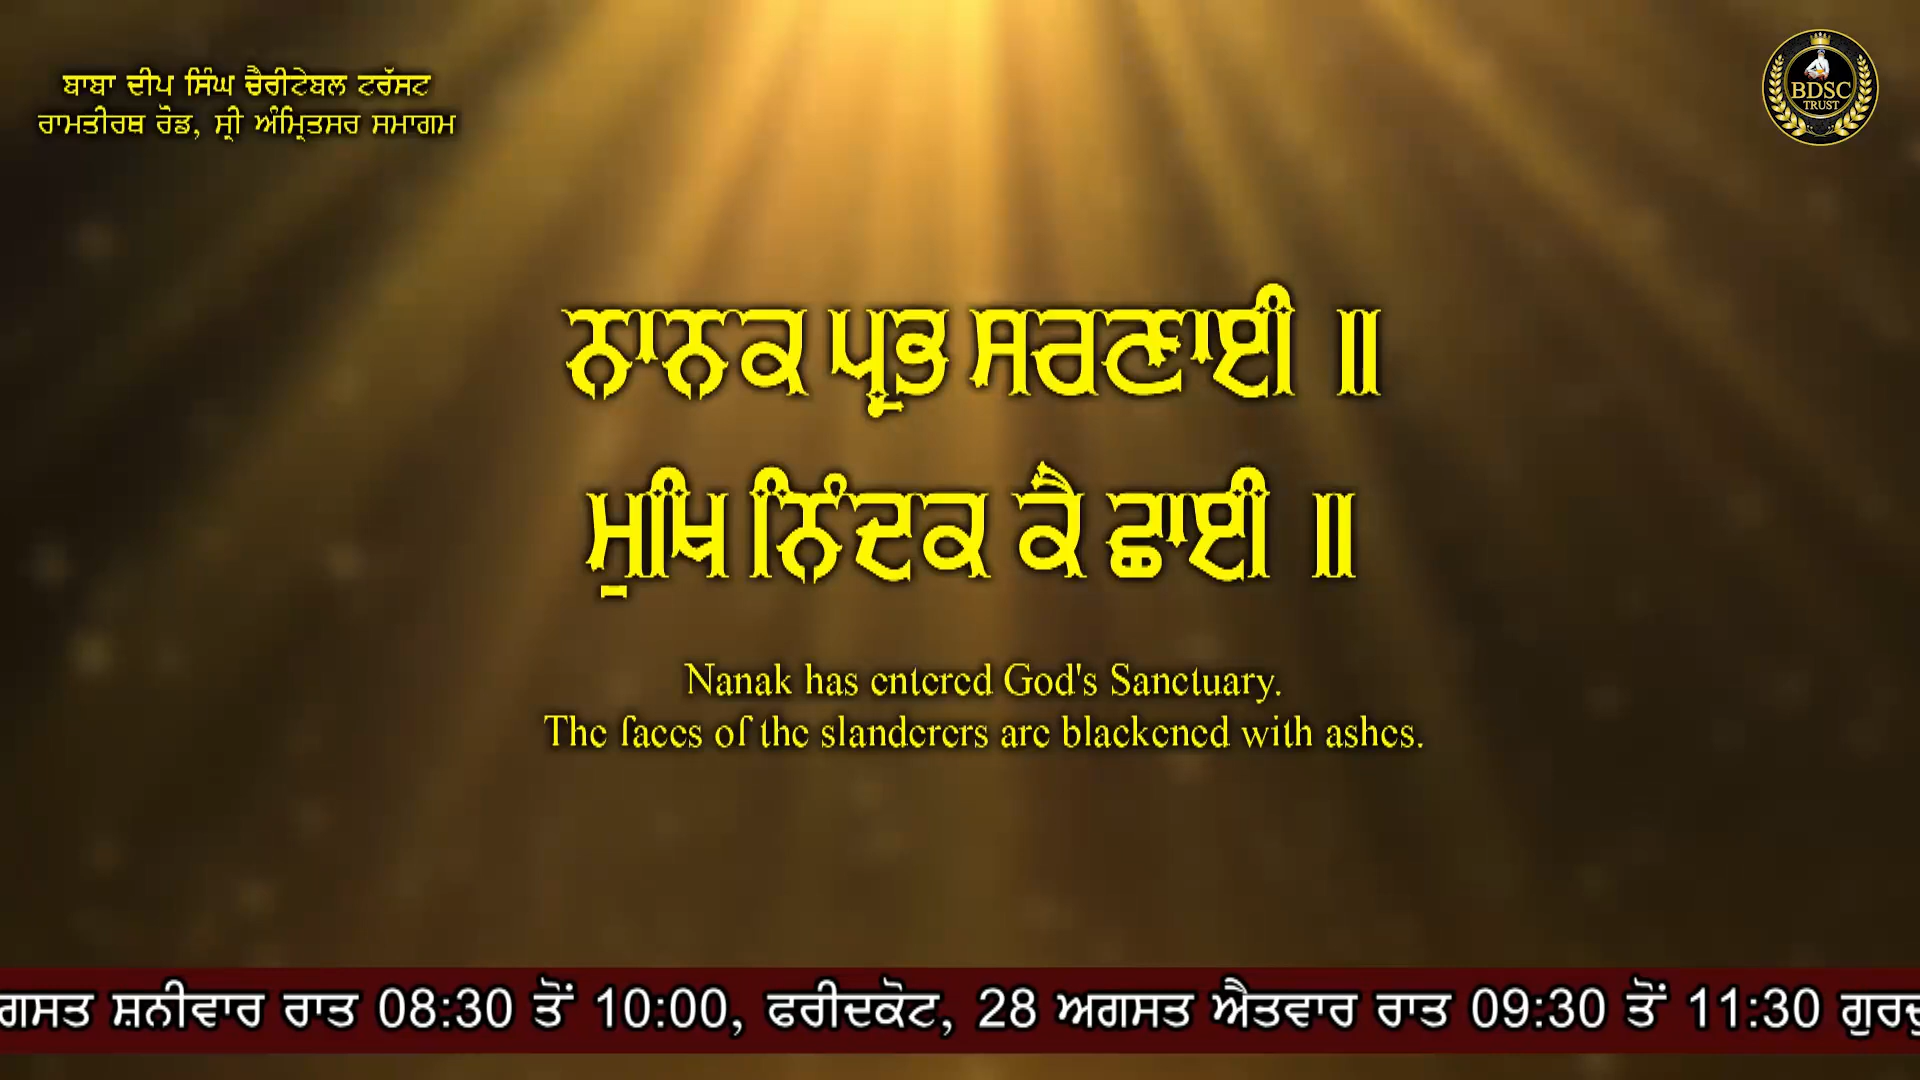 ਬਾਬਾ ਦੀਪ ਸਿੰਘ ਚੈਰੀਟੇਬਲ ਟਰੱਸਟ
ਰਾਮਤੀਰਥ ਰੋਡ, ਸ੍ਰੀ ਅੰਮ੍ਰਿਤਸਰ ਸਮਾਗਮ
BDSC
TRUST
ਨਾਨਕ ਪ੍ਰਭ ਸਰਣਾਈ ॥
ਮੁਖਿ ਨਿੰਦਕ ਕੈ ਛਾਈ ॥
Nanak has entered God's Sanctuary.
The faces of the slanderers are blackened with ashes.
ਗਸਤ ਸ਼ਨੀਵਾਰ ਰਾਤ 08:30 ਤੋਂ 10:00, ਫਰੀਦਕੋਟ, 28 ਅਗਸਤ ਐਤਵਾਰ ਰਾਤ 09:30 ਤੋਂ 11:30